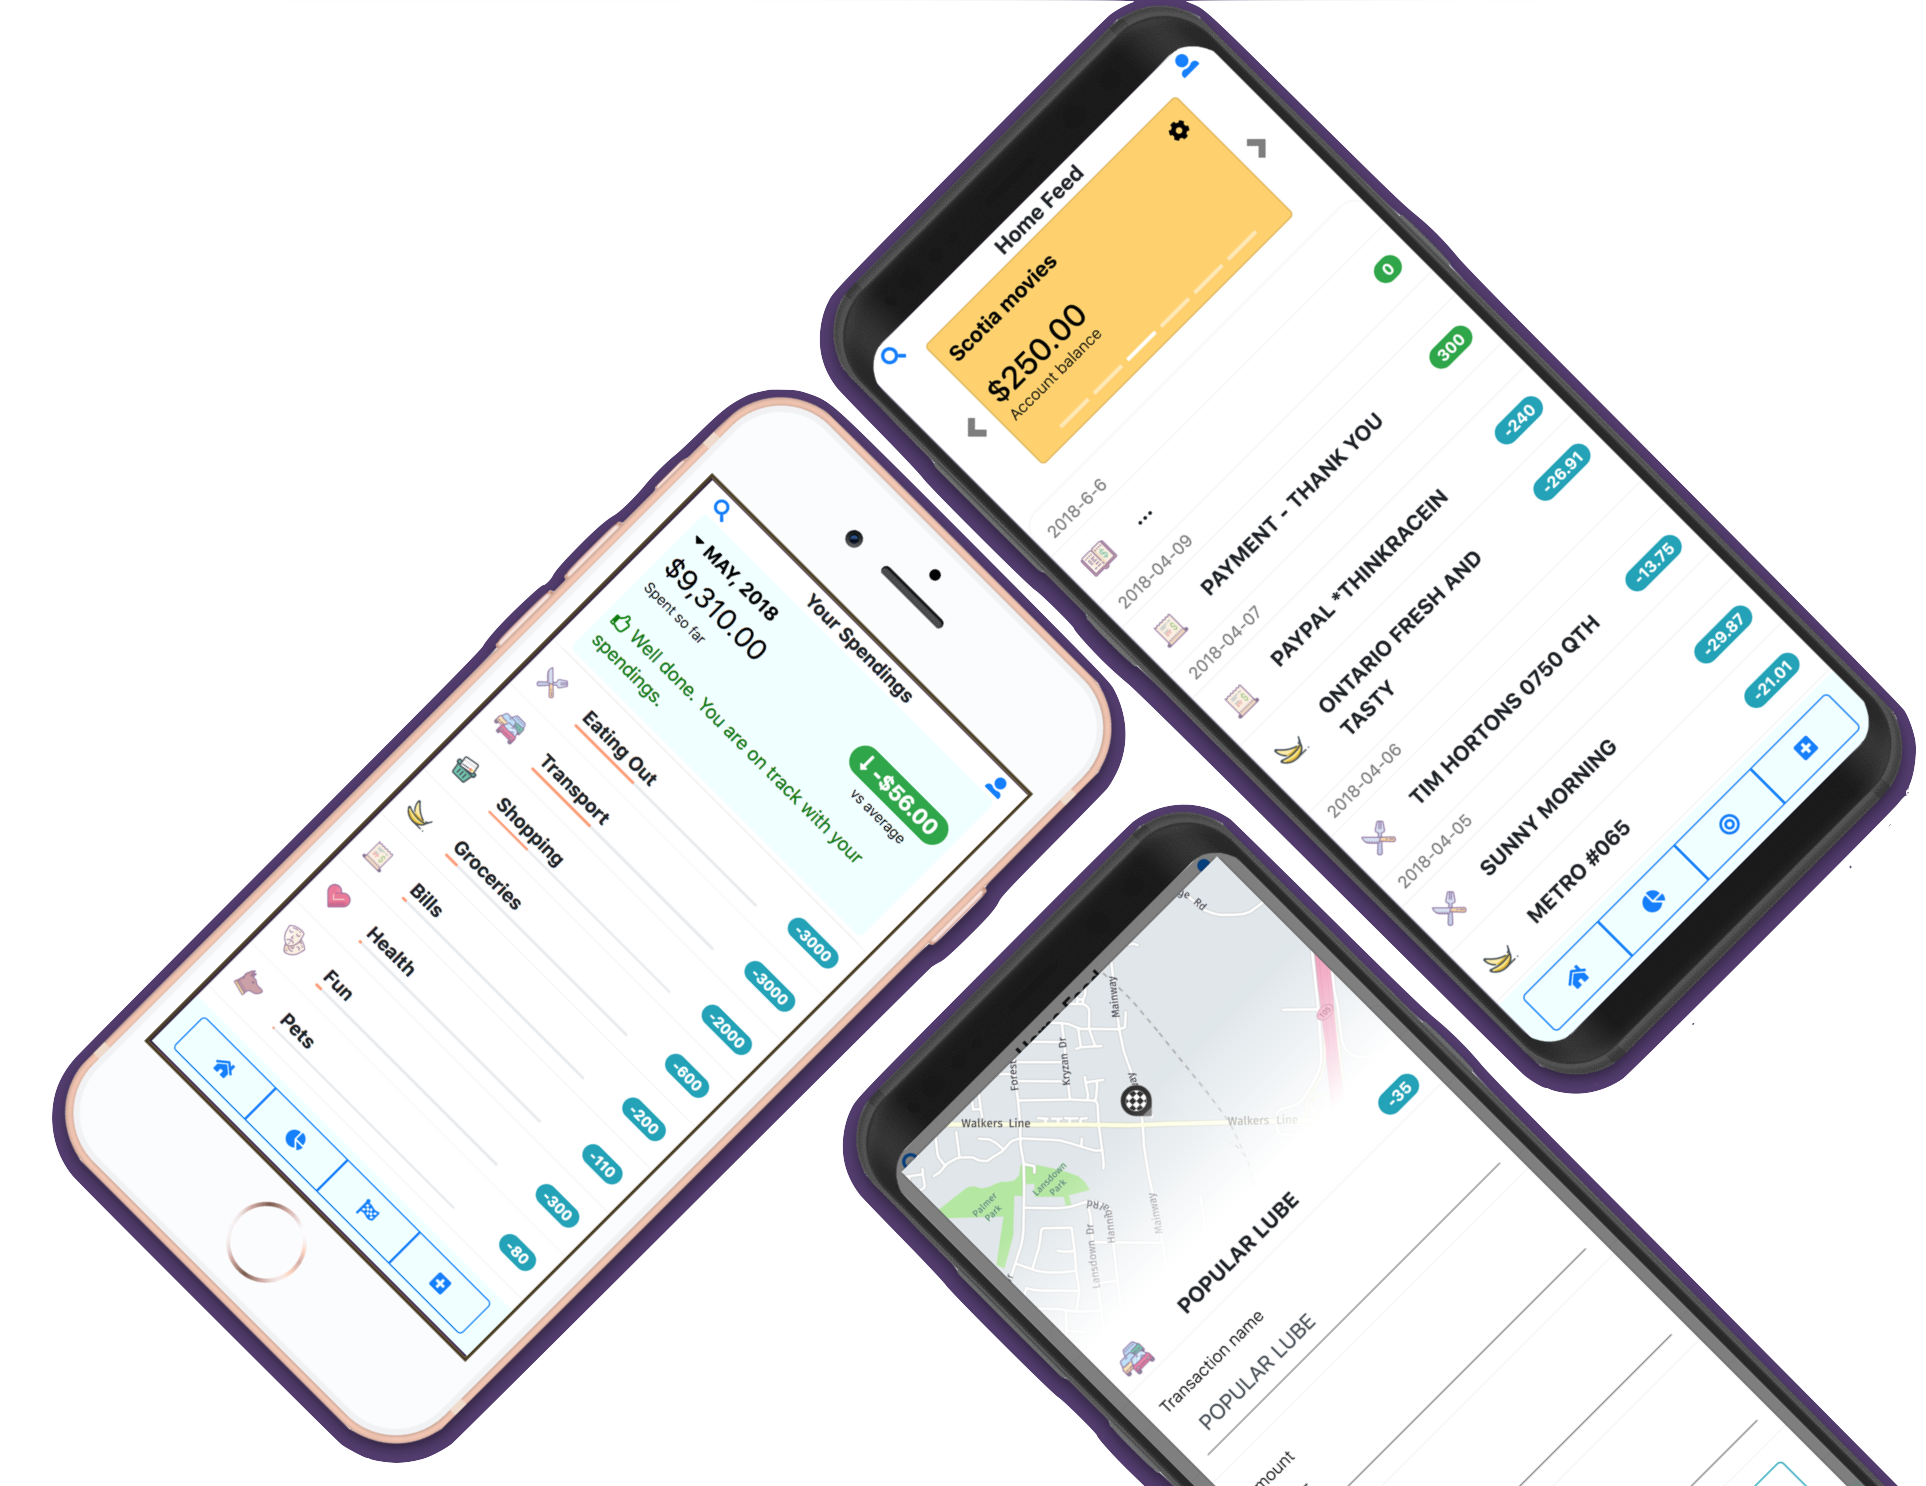 Your Spendings
MAY, 2018
$9,310.00
Spent so far
↓ -$56.00
vs average
Well done. You are on track with your
spendings.
Eating Out
-3000
Transport
-3000
Shopping
-2000
Groceries
-600
Bills
-200
Health
-110
Fun
-300
Pets
-80
Home Feed
Scotia movies
$250.00
Account balance
2018-6-6
...
0
2018-04-09
PAYMENT - THANK YOU
300
2018-04-07
PAYPAL *THINKRACEIN
-240
ONTARIO FRESH AND
TASTY
-26.91
2018-04-06
TIM HORTONS 0750 QTH
-13.75
2018-04-05
SUNNY MORNING
-29.87
METRO #065
-21.01
Rd
Mainway
Kryzan Dr
Forest
Walkers Line
Walkers Line
Lansdown
Park
Palmer
Park
Lansdown Dr
Mainway
POPULAR LUBE
-35
Transaction name
POPULAR LUBE